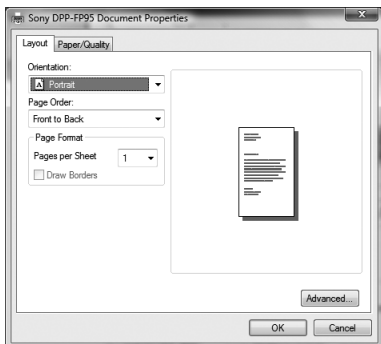 Sony DPP-FP95 Document Properties
Layout
Paper/Quality
Orientation:
A Portrait
Page Order:
Front to Back
Page Format
Pages per Sheet
1
Draw Borders
Advanced...
OK
Cancel